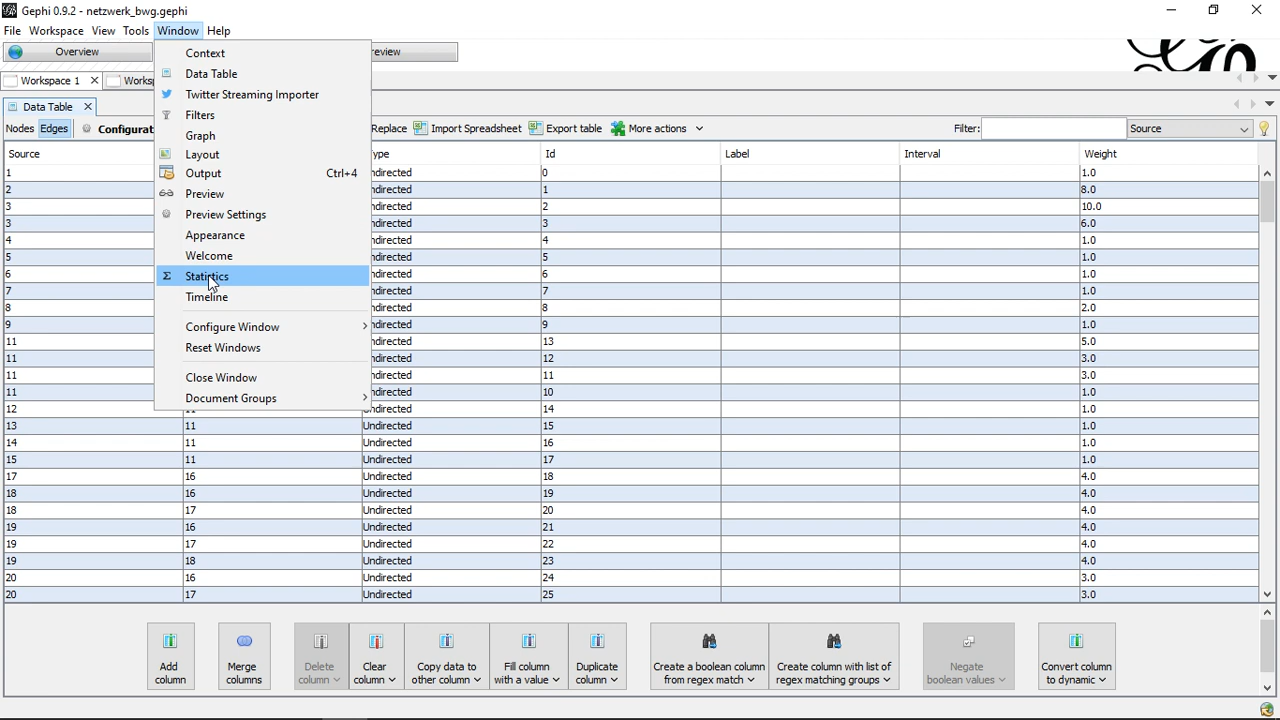 Gephi 0.9.2 - netzwerk_bwg.gephi
File Workspace View Tools Window Help
Overview review
Workspace 1 Worksp
Data Table
Nodes Edges Configurat Replace Import Spreadsheet Export table More actions Filter: Source
Source ype Id Label Interval Weight
Context
Data Table
Twitter Streaming Importer
Filters
Graph
Layout
Output Ctrl+4
Preview
Preview Settings
Appearance
Welcome
Statistics
Timeline
Configure Window
Reset Windows
Close Window
Document Groups
1 ndirected 0 1.0
2 ndirected 1 8.0
3 ndirected 2 10.0
3 ndirected 3 6.0
4 ndirected 4 1.0
5 ndirected 5 1.0
6 ndirected 6 1.0
7 ndirected 7 1.0
8 ndirected 8 2.0
9 ndirected 9 1.0
11 ndirected 13 5.0
11 ndirected 12 3.0
11 ndirected 11 3.0
11 ndirected 10 1.0
12 11 Undirected 14 1.0
13 11 Undirected 15 1.0
14 11 Undirected 16 1.0
15 11 Undirected 17 1.0
17 16 Undirected 18 4.0
18 16 Undirected 19 4.0
18 17 Undirected 20 4.0
19 16 Undirected 21 4.0
19 17 Undirected 22 4.0
19 18 Undirected 23 4.0
20 16 Undirected 24 3.0
20 17 Undirected 25 3.0
Add column
Merge columns
Delete column
Clear column
Copy data to other column
Fill column with a value
Duplicate column
Create a boolean column from regex match
Create column with list of regex matching groups
Negate boolean values
Convert column to dynamic